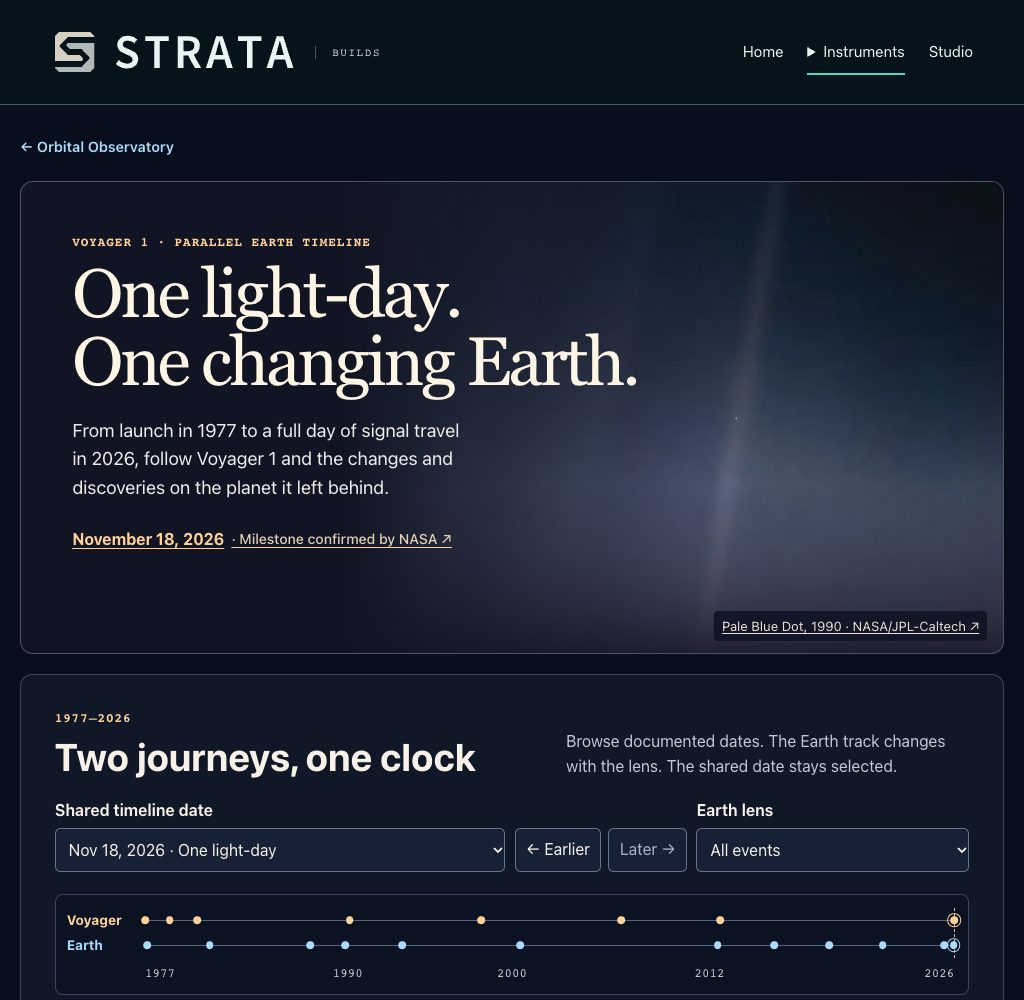 STRATA
BUILDS
Home
▶ Instruments
Studio
← Orbital Observatory
VOYAGER 1 · PARALLEL EARTH TIMELINE
One light-day.
One changing Earth.
From launch in 1977 to a full day of signal travel
in 2026, follow Voyager 1 and the changes and
discoveries on the planet it left behind.
November 18, 2026 · Milestone confirmed by NASA ↗
Pale Blue Dot, 1990 · NASA/JPL-Caltech ↗
1977—2026
Two journeys, one clock
Browse documented dates. The Earth track changes
with the lens. The shared date stays selected.
Shared timeline date
Earth lens
Nov 18, 2026 · One light-day
← Earlier
Later →
All events
Voyager
Earth
1977
1990
2000
2012
2026